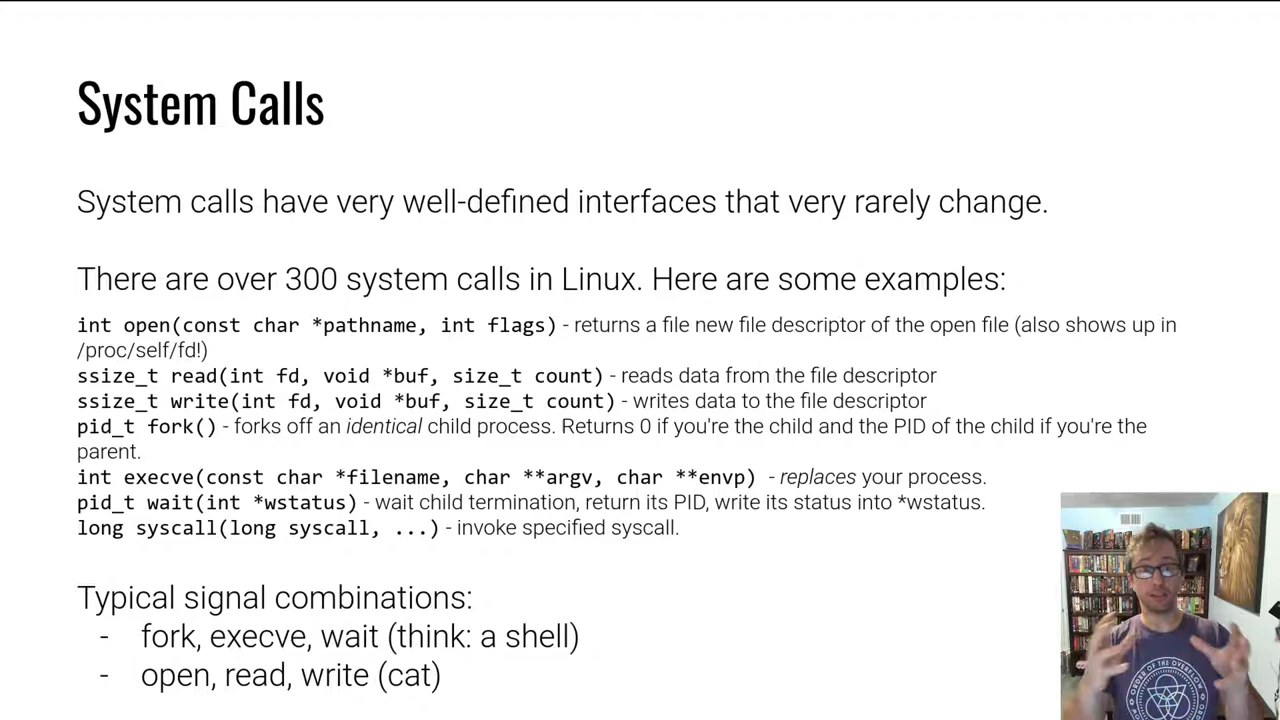 System Calls
System calls have very well-defined interfaces that very rarely change.
There are over 300 system calls in Linux. Here are some examples:
int open(const char *pathname, int flags) - returns a file new file descriptor of the open file (also shows up in
/proc/self/fd!)
ssize_t read(int fd, void *buf, size_t count) - reads data from the file descriptor
ssize_t write(int fd, void *buf, size_t count) - writes data to the file descriptor
pid_t fork() - forks off an identical child process. Returns 0 if you're the child and the PID of the child if you're the
parent.
int execve(const char *filename, char **argv, char **envp) - replaces your process.
pid_t wait(int *wstatus) - wait child termination, return its PID, write its status into *wstatus.
long syscall(long syscall, ...) - invoke specified syscall.
Typical signal combinations:
- fork, execve, wait (think: a shell)
- open, read, write (cat)
ORDER OF THE OVERFLOW